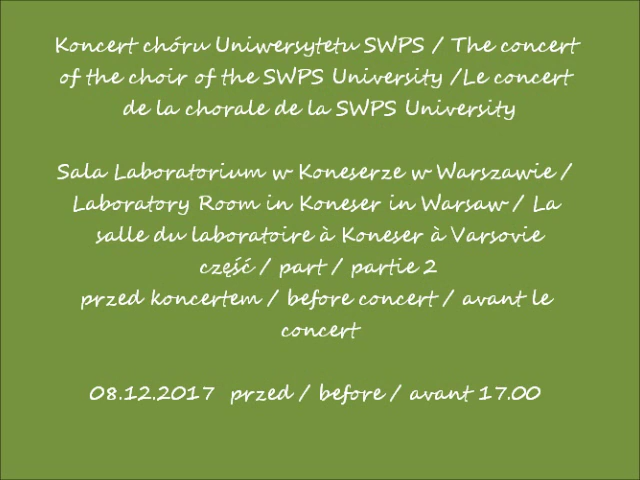 Koncert chóru Uniwersytetu SWPS / The concert
of the choir of the SWPS University /Le concert
de la chorale de la SWPS University
Sala Laboratorium w Koneserze w Warszawie /
Laboratory Room in Koneser in Warsaw / La
salle du laboratoire à Koneser à Varsovie
część / part / partie 2
przed koncertem / before concert / avant le
concert
08.12.2017 przed / before / avant 17.00